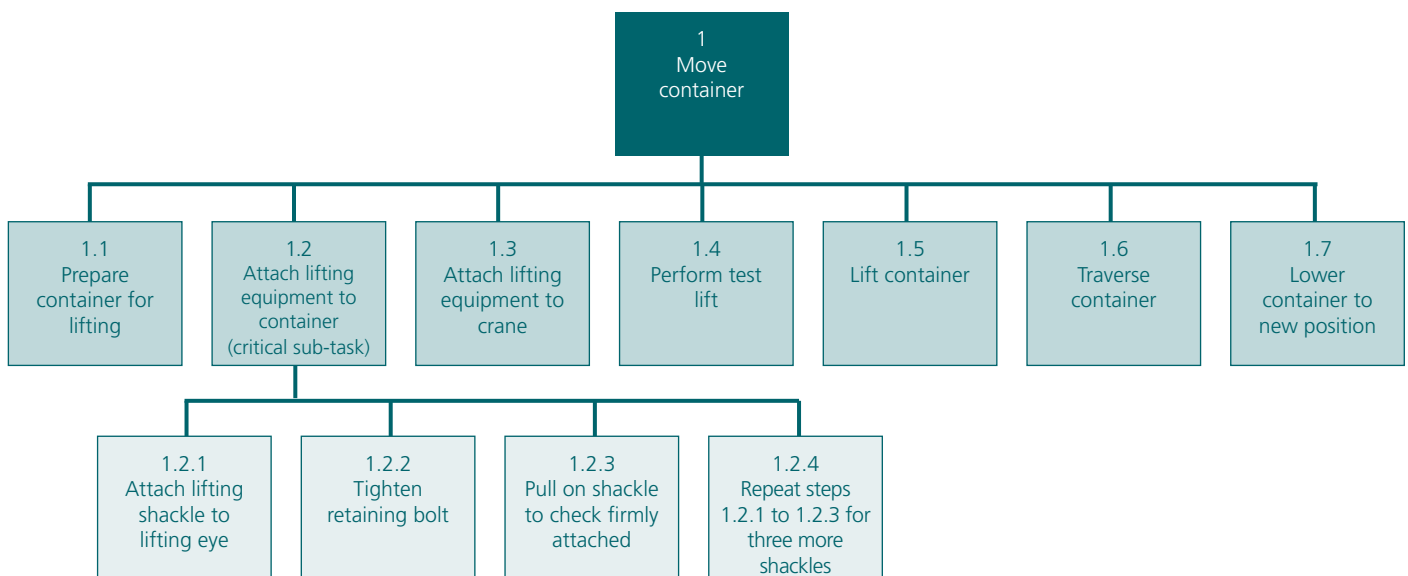 1
Move
container
1.1
Prepare
container for
lifting
1.2
Attach lifting
equipment to
container
(critical sub-task)
1.3
Attach lifting
equipment to
crane
1.4
Perform test
lift
1.5
Lift container
1.6
Traverse
container
1.7
Lower
container to
new position
1.2.1
Attach lifting
shackle to
lifting eye
1.2.2
Tighten
retaining bolt
1.2.3
Pull on shackle
to check firmly
attached
1.2.4
Repeat steps
1.2.1 to 1.2.3 for
three more
shackles